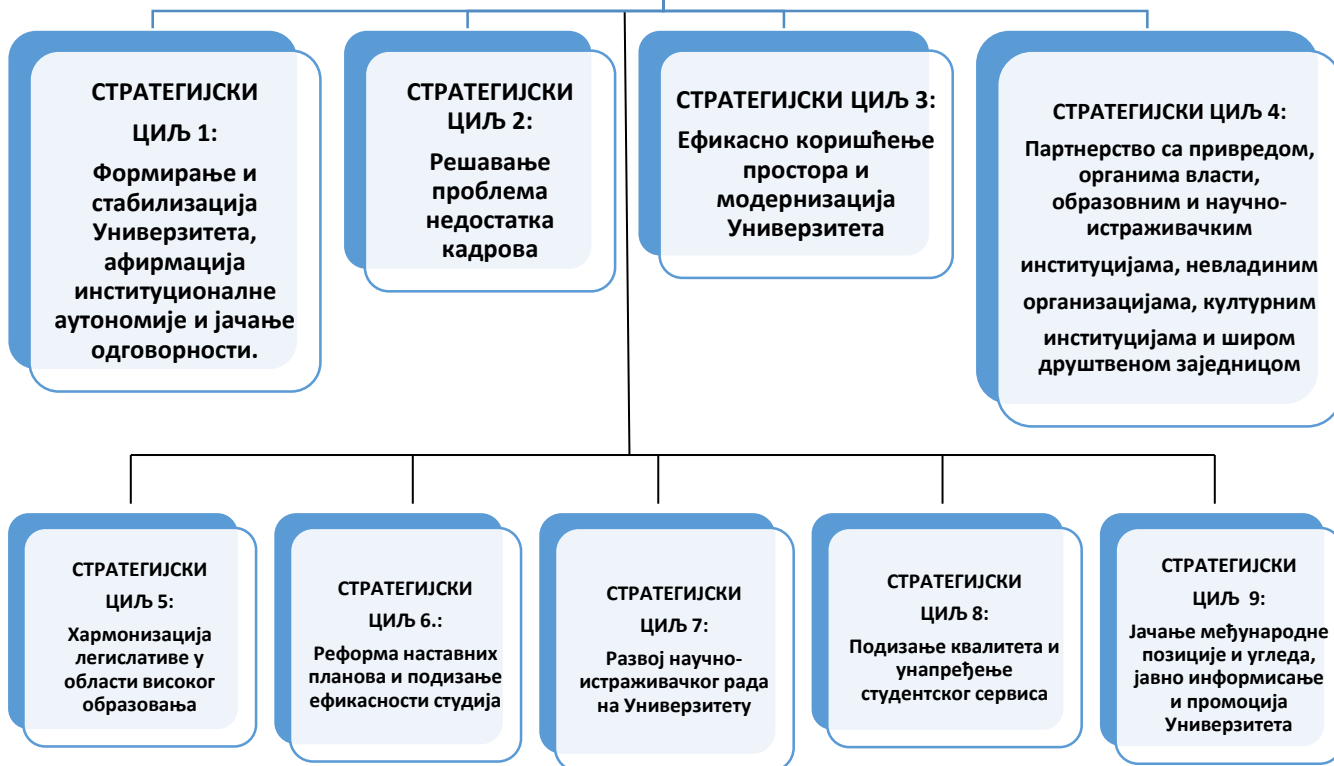 СТРАТЕГИЈСКИ
ЦИЉ 1:
Формирање и
стабилизација
Универзитета,
афирмација
институционалне
аутономије и јачање
одговорности.
СТРАТЕГИЈСКИ
ЦИЉ 2:
Решавање
проблема
недостатка
кадрова
СТРАТЕГИЈСКИ ЦИЉ 3:
Ефикасно коришћење
простора и
модернизација
Универзитета
СТРАТЕГИЈСКИ ЦИЉ 4:
Партнерство са привредом,
органима власти,
образовним и научно-
истраживачким
институцијама, невладиним
организацијама, културним
институцијама и широм
друштвеном заједницом
СТРАТЕГИЈСКИ
ЦИЉ 5:
Хармонизација
легислативе у
области високог
образовања
СТРАТЕГИЈСКИ
ЦИЉ 6.:
Реформа наставних
планова и подизање
ефикасности студија
СТРАТЕГИЈСКИ
ЦИЉ 7:
Развој научно-
истраживачког рада
на Универзитету
СТРАТЕГИЈСКИ
ЦИЉ 8:
Подизање квалитета и
унапређење
студентског сервиса
СТРАТЕГИЈСКИ
ЦИЉ 9:
Јачање међународне
позиције и угледа,
јавно информисање
и промоција
Универзитета